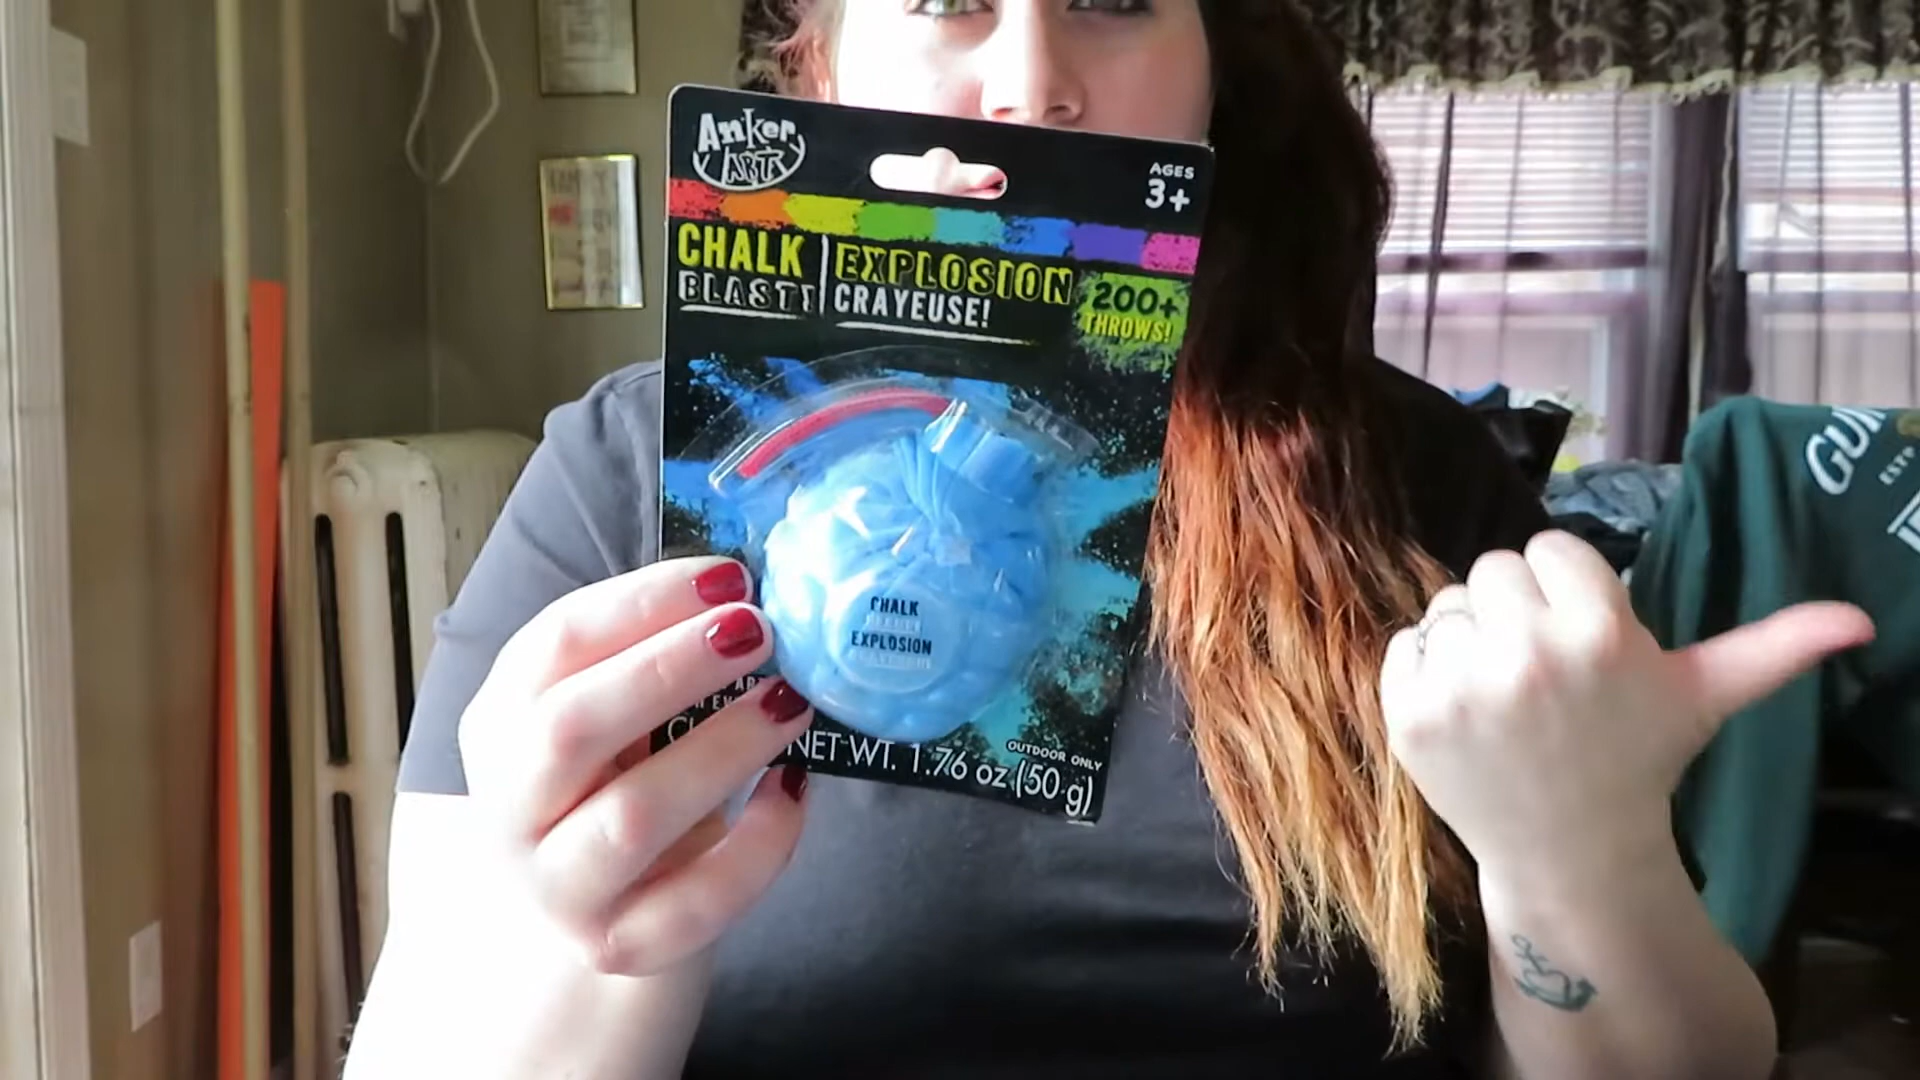 Anker
ART
AGES
3+
CHALK
BLAST!
EXPLOSION
CRAYEUSE!
200+
THROWS!
CHALK
EXPLOSION
NET WT. 1.76 oz (50 g)
OUTDOOR ONLY